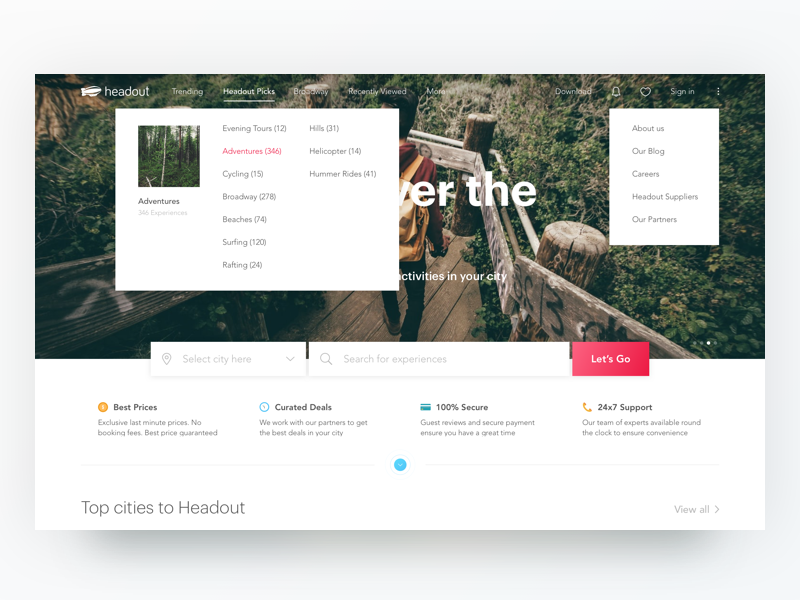 headout
Trending
Headout Picks
Broadway
Recently Viewed
More
Download
Sign in
Adventures
346 Experiences
Evening Tours (12)
Adventures (346)
Cycling (15)
Broadway (278)
Beaches (74)
Surfing (120)
Rafting (24)
Hills (31)
Helicopter (14)
Hummer Rides (41)
About us
Our Blog
Careers
Headout Suppliers
Our Partners
ver the
activities in your city
Select city here
Search for experiences
Let's Go
Best Prices
Exclusive last minute prices. No
booking fees. Best price guaranteed
Curated Deals
We work with our partners to get
the best deals in your city
100% Secure
Guest reviews and secure payment
ensure you have a great time
24x7 Support
Our team of experts available round
the clock to ensure convenience
Top cities to Headout
View all